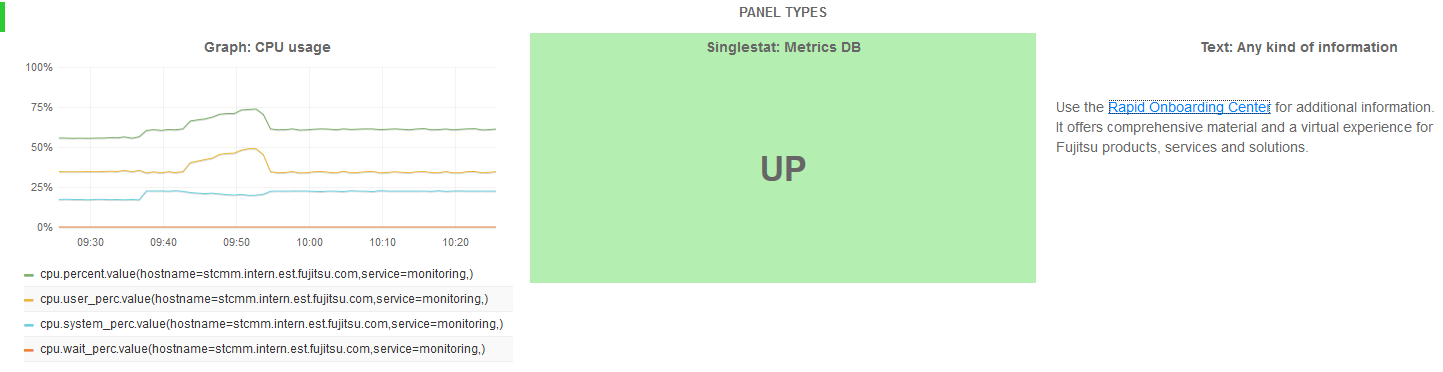 PANEL TYPES
Graph: CPU usage
100%
75%
50%
25%
0%
09:30 09:40 09:50 10:00 10:10 10:20
cpu.percent.value(hostname=stcmm.intern.est.fujitsu.com,service=monitoring,)
cpu.user_perc.value(hostname=stcmm.intern.est.fujitsu.com,service=monitoring,)
cpu.system_perc.value(hostname=stcmm.intern.est.fujitsu.com,service=monitoring,)
cpu.wait_perc.value(hostname=stcmm.intern.est.fujitsu.com,service=monitoring,)
Singlestat: Metrics DB
UP
Text: Any kind of information
Use the Rapid Onboarding Center for additional information.
It offers comprehensive material and a virtual experience for
Fujitsu products, services and solutions.